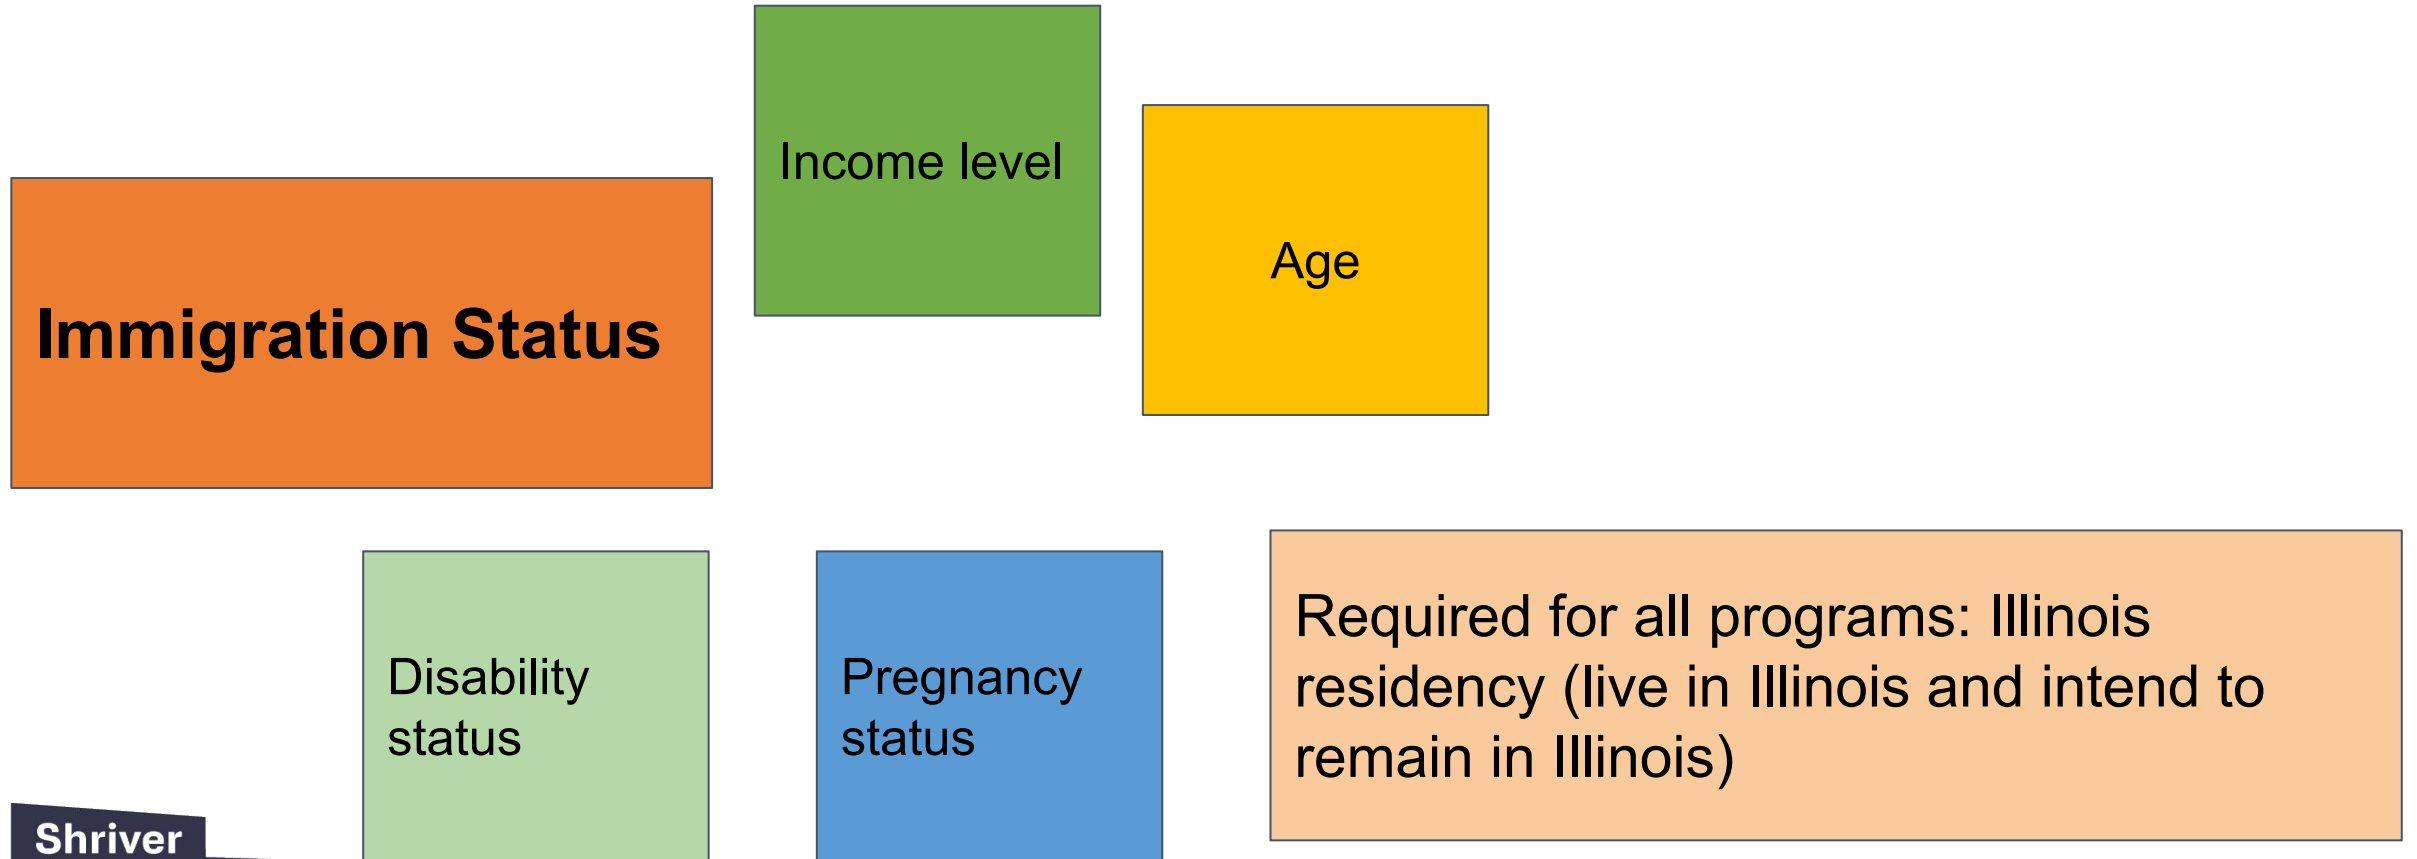 Income level
Age
Immigration Status
Disability
status
Pregnancy
status
Required for all programs: Illinois
residency (live in Illinois and intend to
remain in Illinois)
Shriver